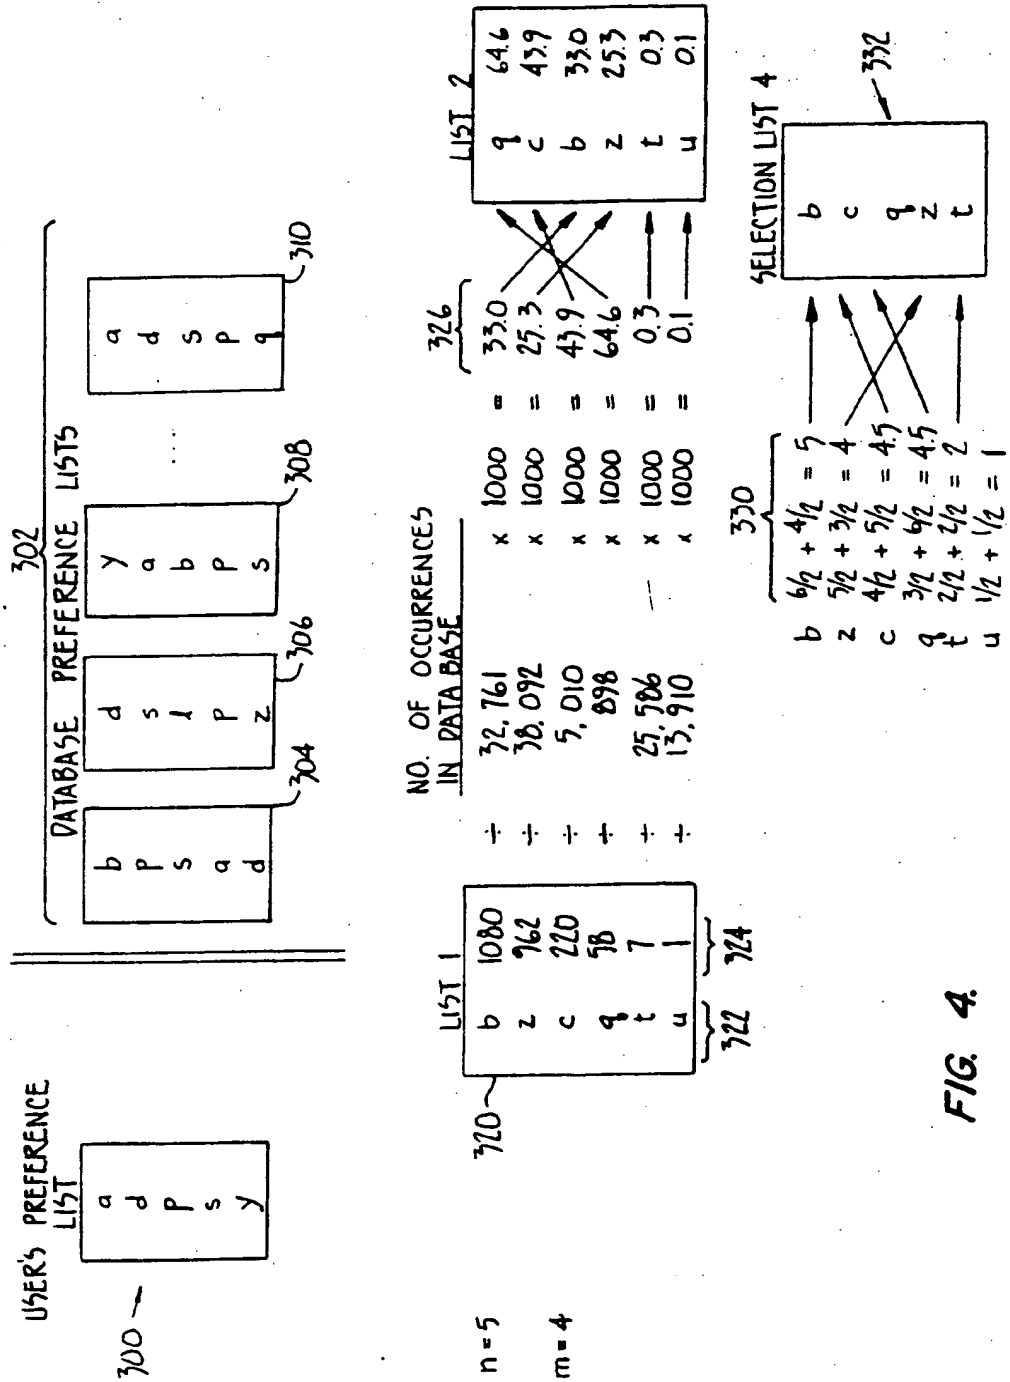 USER'S PREFERENCE
LIST
300
a
d
p
s
y
302
DATABASE PREFERENCE LISTS
b
p
s
a
d
304
d
s
l
p
z
306
y
a
b
p
s
308
....
a
d
s
p
q
310
n = 5
m = 4
320
LIST 1
NO. OF OCCURRENCES
IN DATA BASE
326
LIST 2
b 1080 ÷ 32,761 x 1000 = 33.0
z 962 ÷ 38,092 x 1000 = 25.3
c 220 ÷ 5,010 x 1000 = 43.9
q 58 ÷ 898 x 1000 = 64.6
t 7 ÷ 25,586 x 1000 = 0.3
u 1 ÷ 13,910 x 1000 = 0.1
322 324
q 64.6
c 43.9
b 33.0
z 25.3
t 0.3
u 0.1
330
b 6/2 + 4/2 = 5
z 5/2 + 3/2 = 4
c 4/2 + 5/2 = 4.5
q 3/2 + 6/2 = 4.5
t 2/2 + 2/2 = 2
u 1/2 + 1/2 = 1
SELECTION LIST 4
b
c
q
z
t
332
FIG. 4.